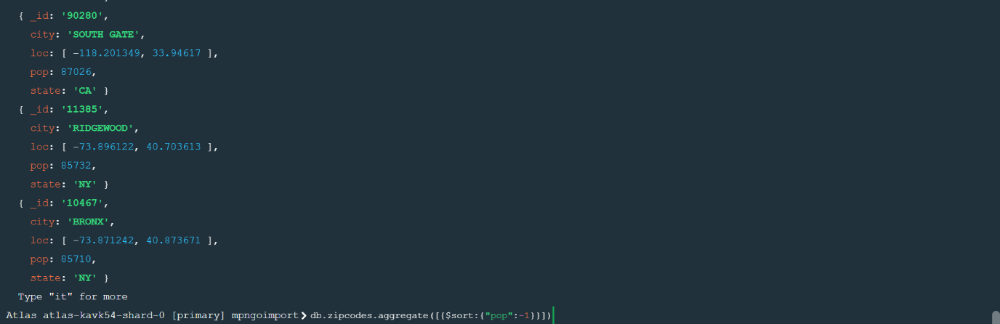 { _id: '90280',
city: 'SOUTH GATE',
loc: [ -118.201349, 33.94617 ],
pop: 87026,
state: 'CA' }
{ _id: '11385',
city: 'RIDGEWOOD',
loc: [ -73.896122, 40.703613 ],
pop: 85732,
state: 'NY' }
{ _id: '10467',
city: 'BRONX',
loc: [ -73.871242, 40.873671 ],
pop: 85710,
state: 'NY' }
Type "it" for more
Atlas atlas-kavk54-shard-0 [primary] mpngoimport❯db.zipcodes.aggregate([{$sort:{"pop":-1}}])